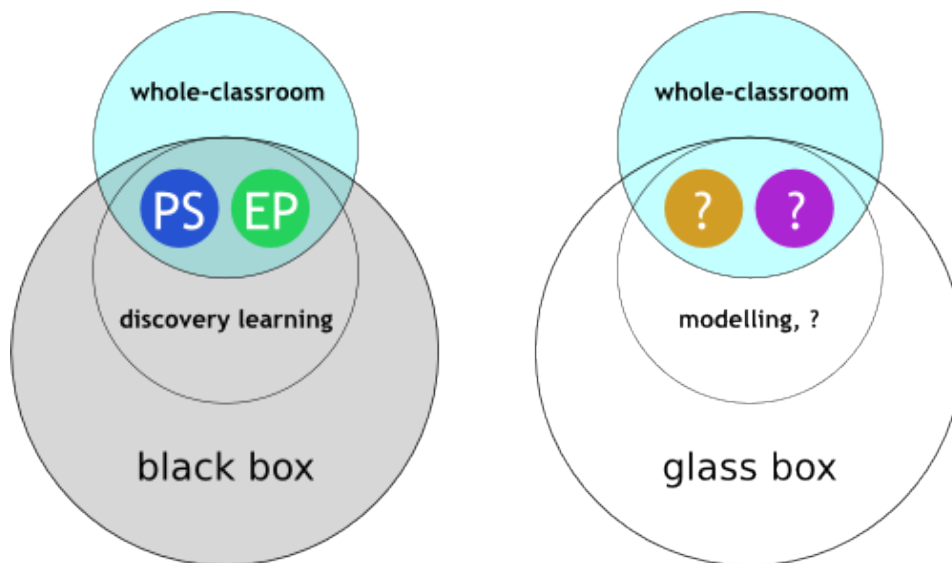 whole-classroom
PS EP
discovery learning
black box
whole-classroom
? ?
modelling, ?
glass box